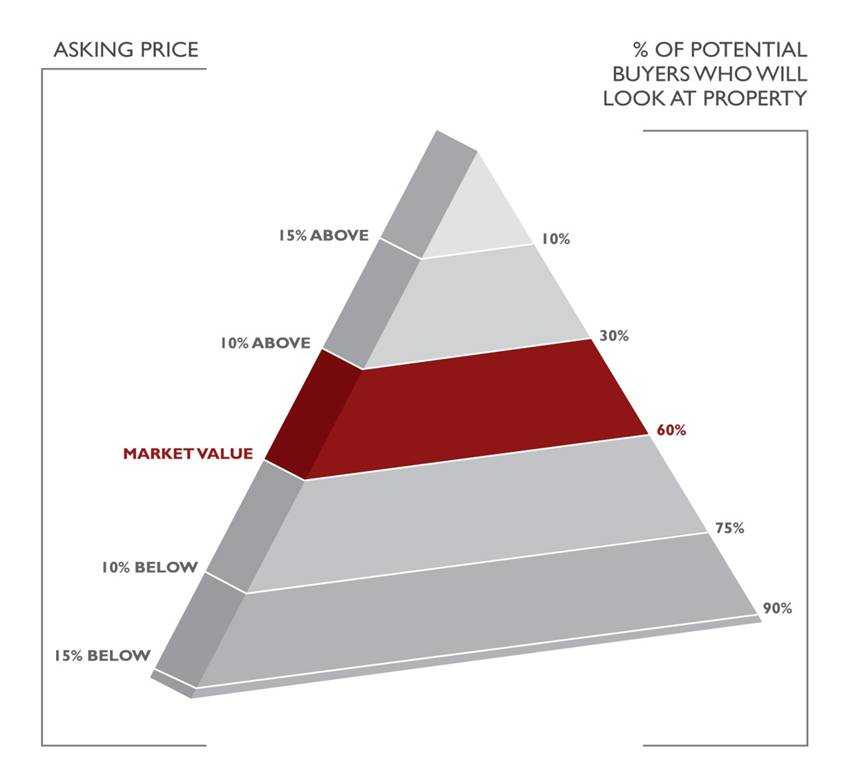 ASKING PRICE
% OF POTENTIAL
BUYERS WHO WILL
LOOK AT PROPERTY
15% ABOVE
10%
10% ABOVE
30%
MARKET VALUE
60%
10% BELOW
75%
15% BELOW
90%